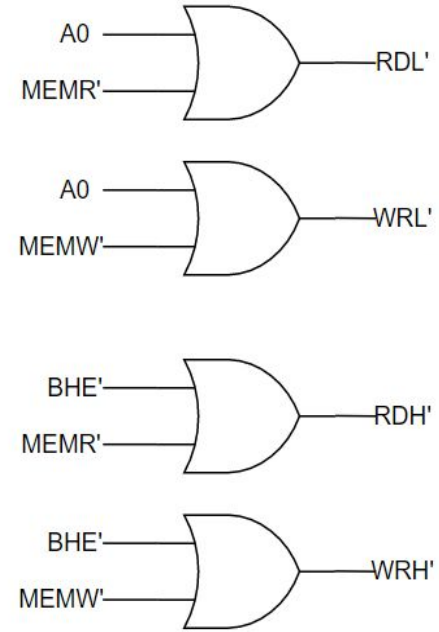 A0
RDL'
MEMR'
A0
WRL'
MEMW'
BHE'
RDH'
MEMR'
BHE'
WRH'
MEMW'